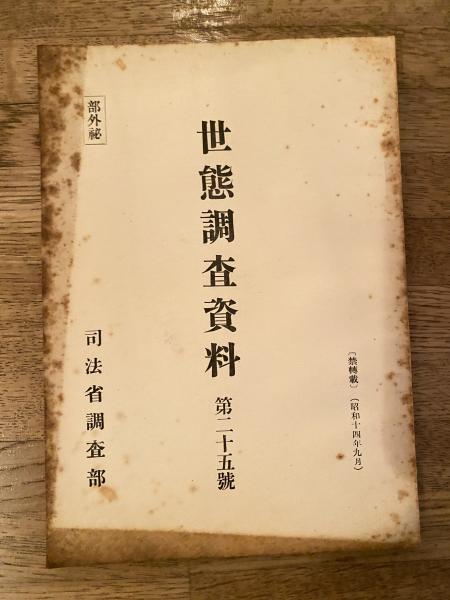 〔禁轉載〕（昭和十四年九月）
世態調査資料 第二十五號
部外祕
司法省調査部